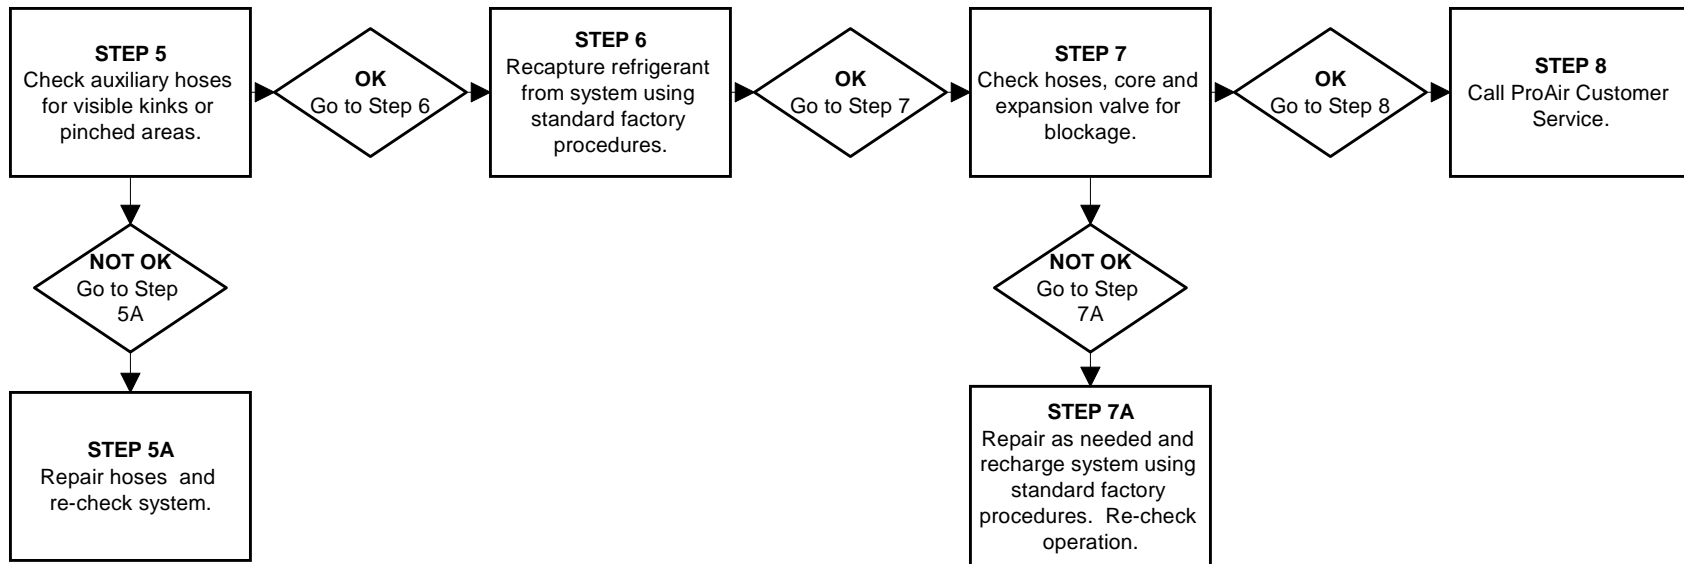 STEP 5
Check auxiliary hoses
for visible kinks or
pinched areas.
OK
Go to Step 6
STEP 6
Recapture refrigerant
from system using
standard factory
procedures.
OK
Go to Step 7
STEP 7
Check hoses, core and
expansion valve for
blockage.
OK
Go to Step 8
STEP 8
Call ProAir Customer
Service.
NOT OK
Go to Step
5A
NOT OK
Go to Step
7A
STEP 5A
Repair hoses  and
re-check system.
STEP 7A
Repair as needed and
recharge system using
standard factory
procedures.  Re-check
operation.